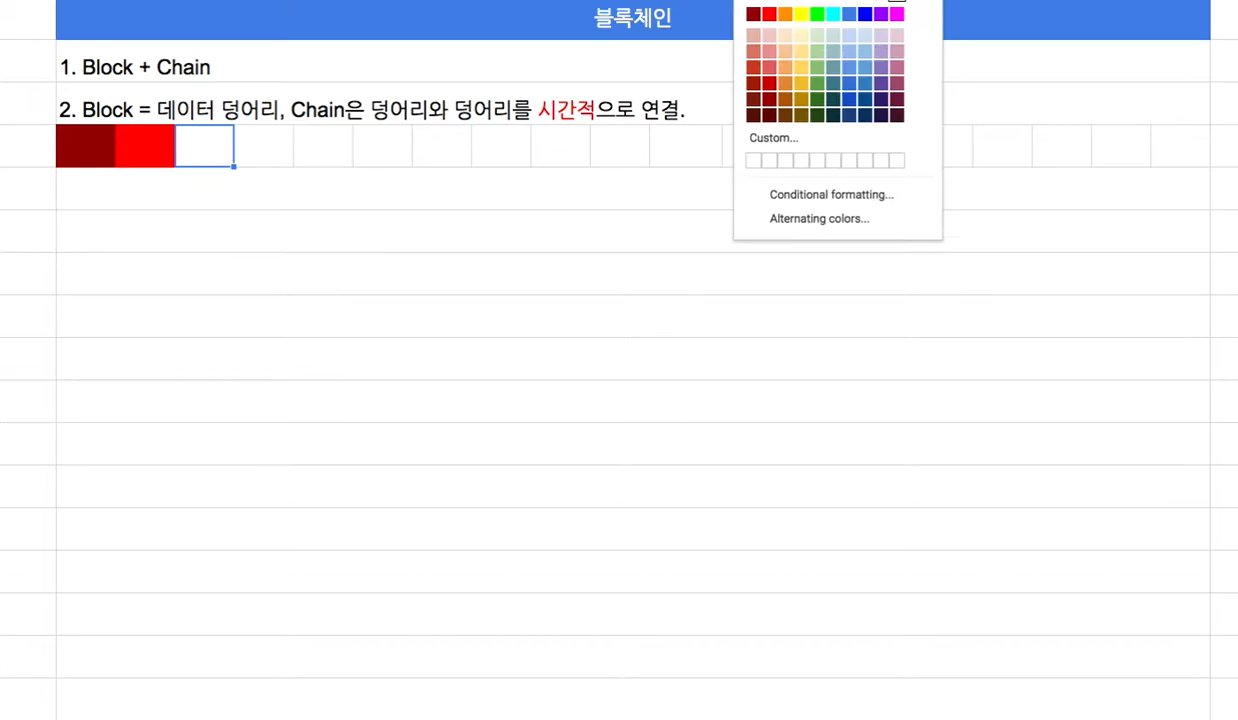 블록체인
1. Block + Chain
2. Block = 데이터 덩어리, Chain은 덩어리와 덩어리를 시간적으로 연결.
Custom...
Conditional formatting...
Alternating colors...